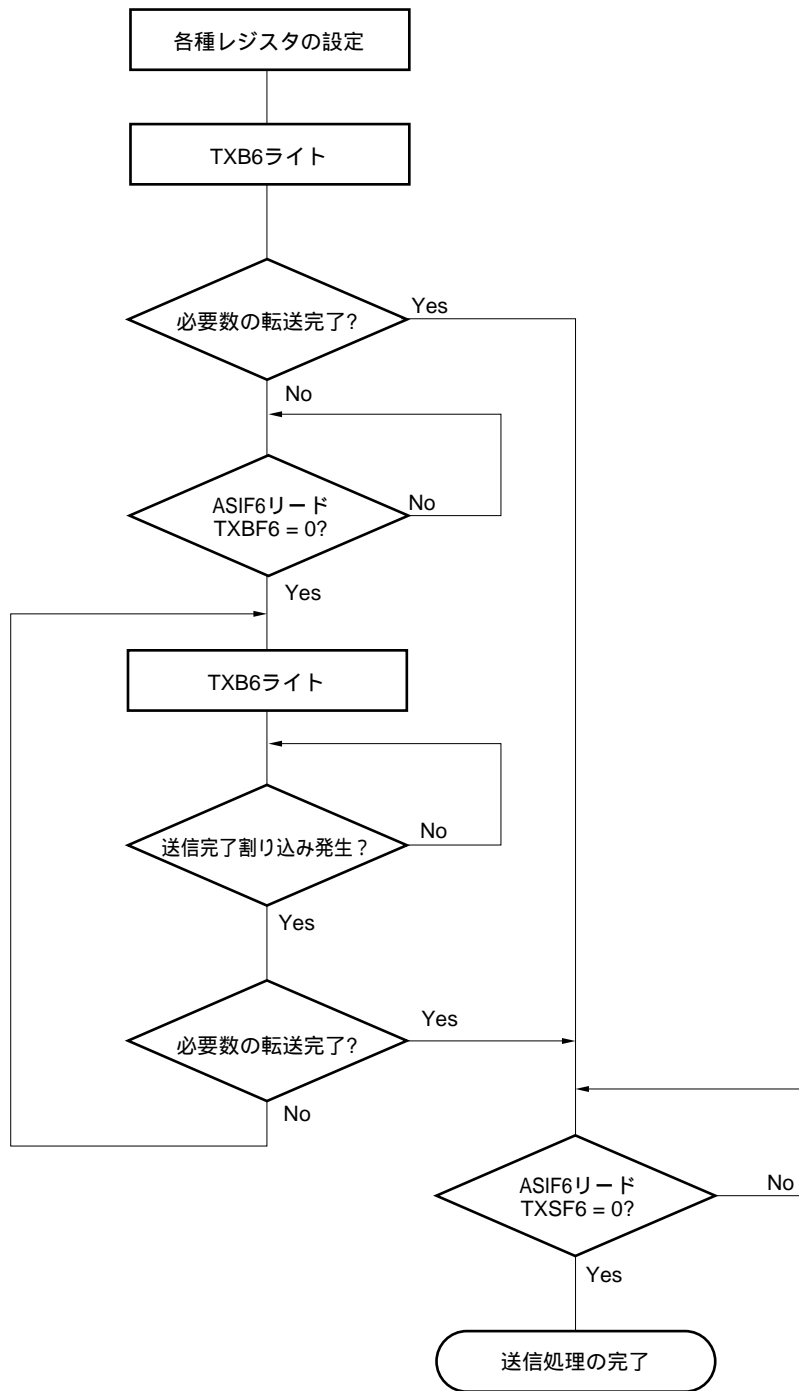 各種レジスタの設定
TXB6ライト
必要数の転送完了?
Yes
No
ASIF6リード
TXBF6 = 0?
No
Yes
TXB6ライト
送信完了割り込み発生？
No
Yes
必要数の転送完了?
Yes
No
ASIF6リード
TXSF6 = 0?
No
Yes
送信処理の完了